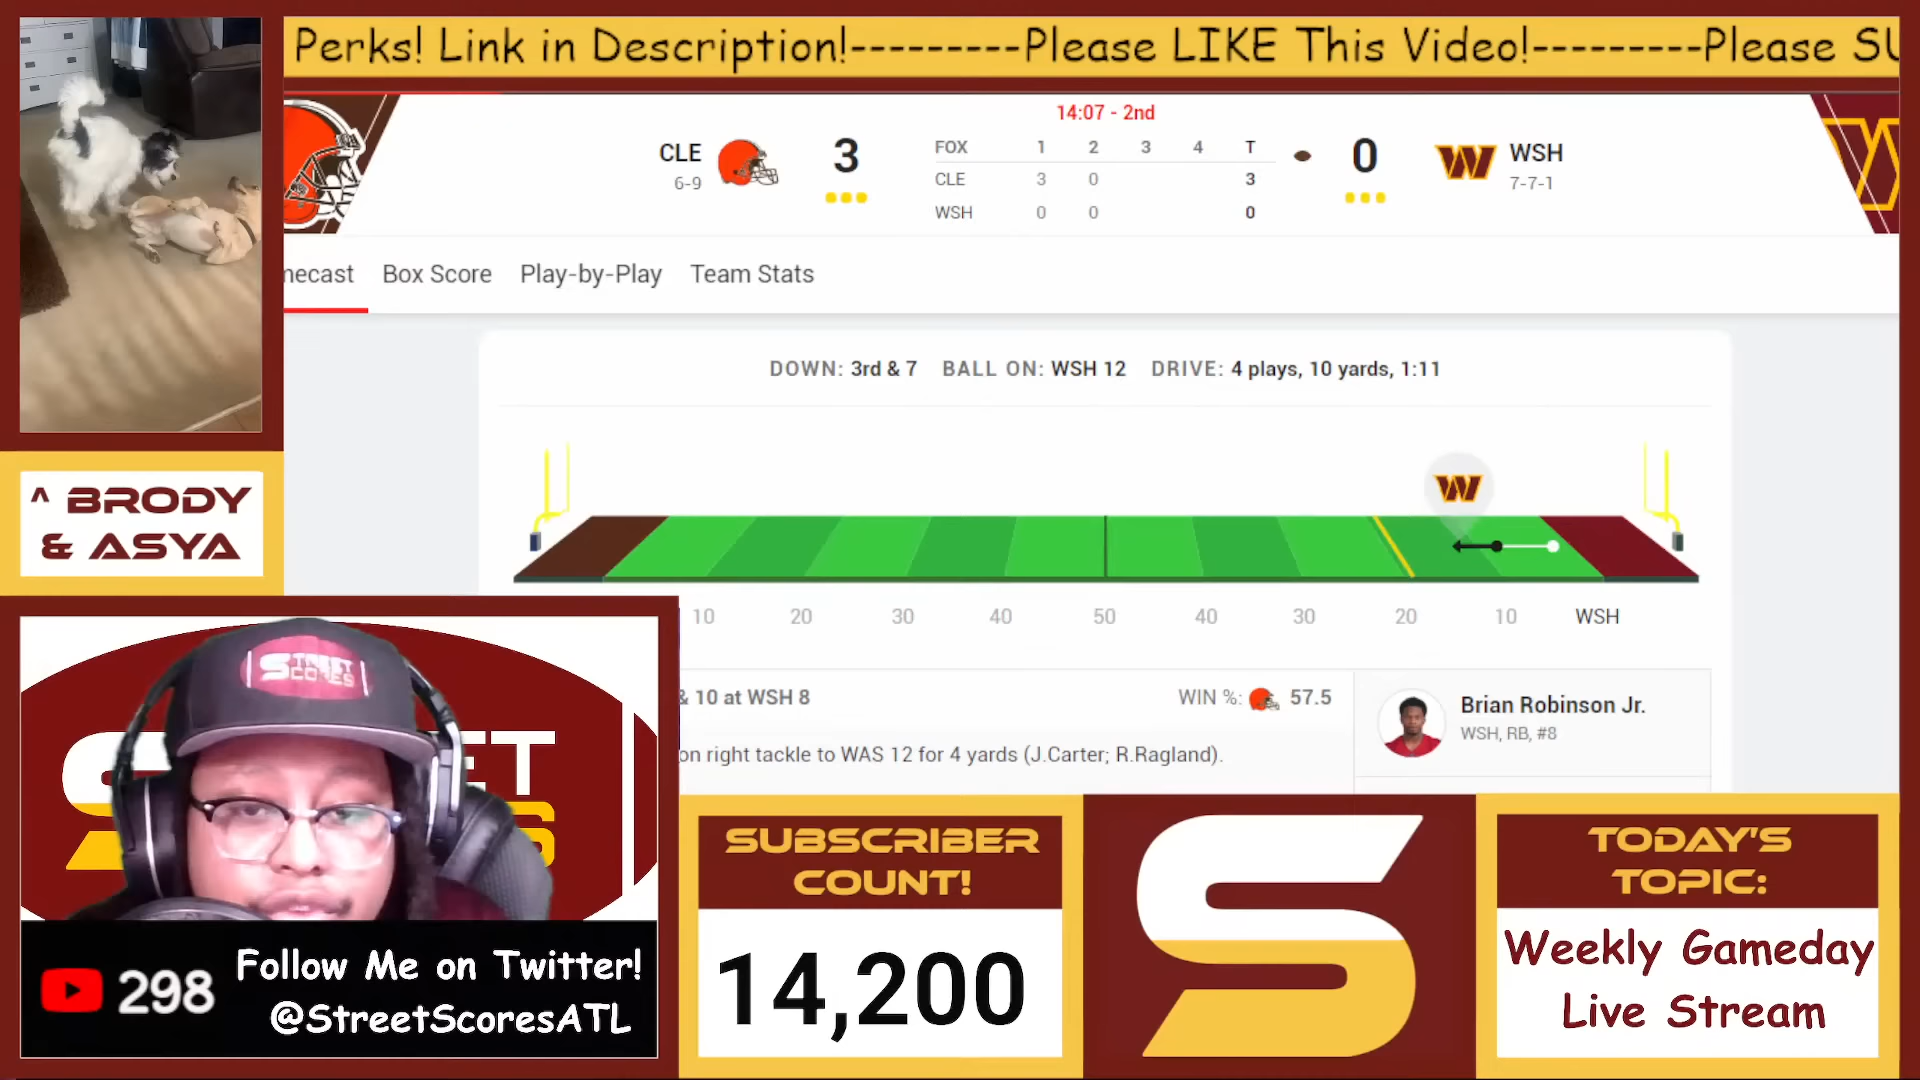 Perks! Link in Description!---------Please LIKE This Video!---------Please SU
14:07 - 2nd
CLE
6-9
3
FOX 1 2 3 4 T
CLE 3 0 3
WSH 0 0 0
0
WSH
7-7-1
mecast Box Score Play-by-Play Team Stats
DOWN: 3rd & 7 BALL ON: WSH 12 DRIVE: 4 plays, 10 yards, 1:11
W
10 20 30 40 50 40 30 20 10 WSH
& 10 at WSH 8
WIN %: 57.5
on right tackle to WAS 12 for 4 yards (J.Carter; R.Ragland).
Brian Robinson Jr.
WSH, RB, #8
^ BRODY
& ASYA
STREET
SCORES
298
Follow Me on Twitter!
@StreetScoresATL
SUBSCRIBER
COUNT!
14,200
S
TODAY'S
TOPIC:
Weekly Gameday
Live Stream